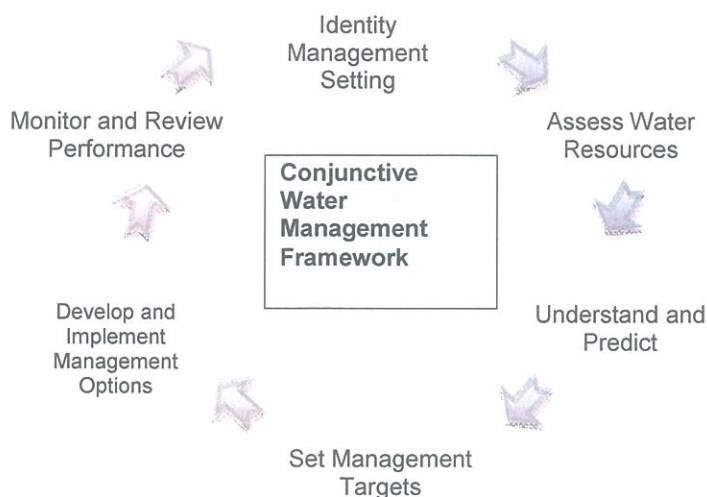 Identity
Management
Setting
Assess Water
Resources
Understand and
Predict
Set Management
Targets
Develop and
Implement
Management
Options
Monitor and Review
Performance
Conjunctive
Water
Management
Framework